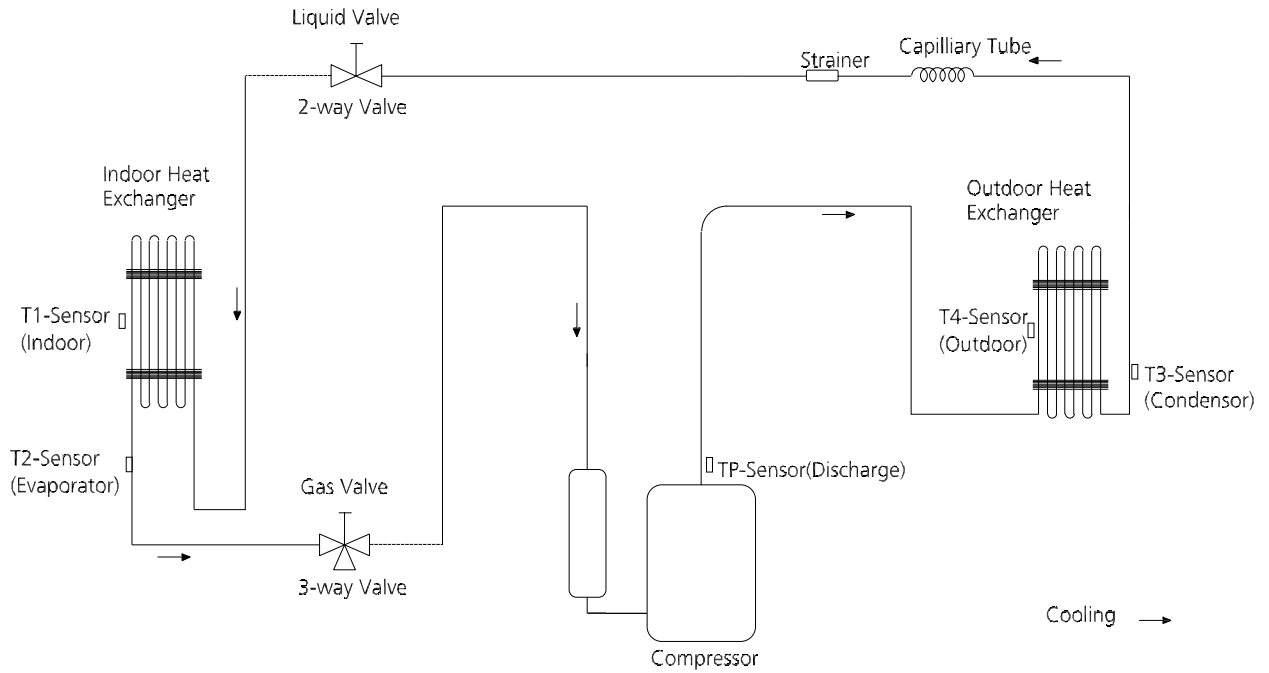 Liquid Valve
2-way Valve
Strainer
Capilliary Tube
Indoor Heat
Exchanger
Outdoor Heat
Exchanger
T1-Sensor
(Indoor)
T4-Sensor
(Outdoor)
T3-Sensor
(Condensor)
T2-Sensor
(Evaporator)
Gas Valve
3-way Valve
TP-Sensor(Discharge)
Compressor
Cooling